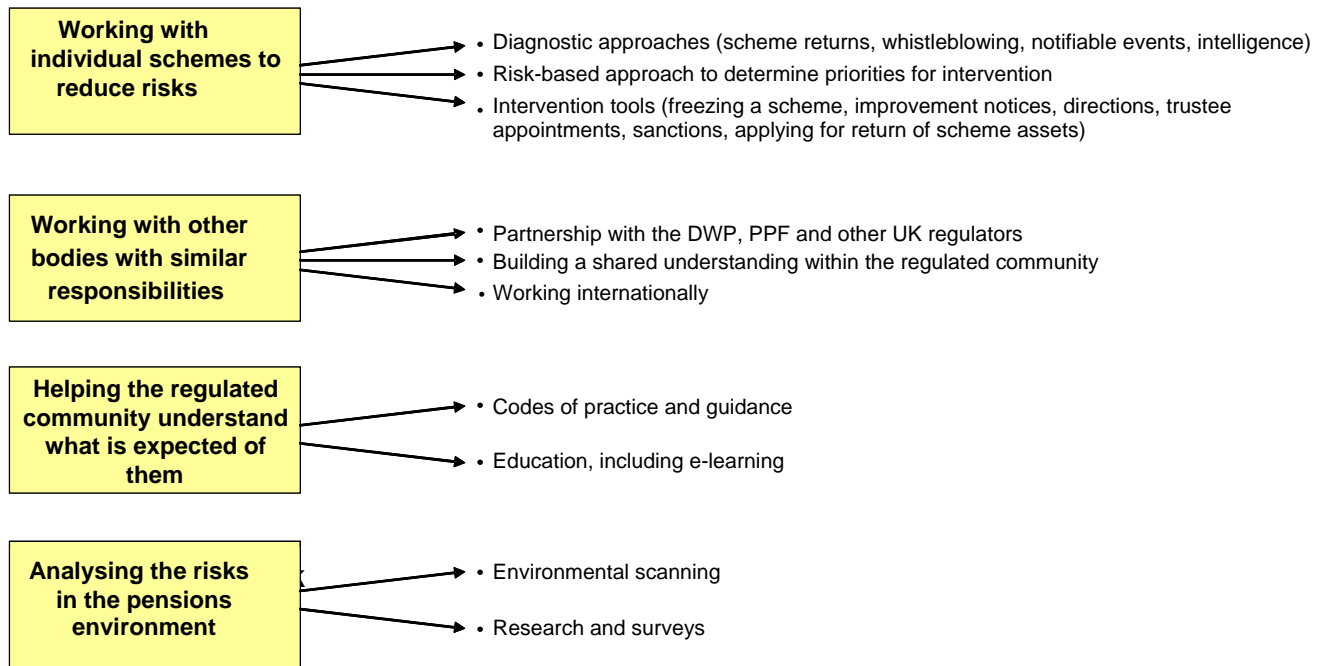 Working with
individual schemes to
reduce risks
• Diagnostic approaches (scheme returns, whistleblowing, notifiable events, intelligence)
• Risk-based approach to determine priorities for intervention
• Intervention tools (freezing a scheme, improvement notices, directions, trustee
appointments, sanctions, applying for return of scheme assets)
Working with other
bodies with similar
responsibilities
• Partnership with the DWP, PPF and other UK regulators
• Building a shared understanding within the regulated community
• Working internationally
Helping the regulated
community understand
what is expected of
them
• Codes of practice and guidance
• Education, including e-learning
Analysing the risks
in the pensions
environment
• Environmental scanning
• Research and surveys